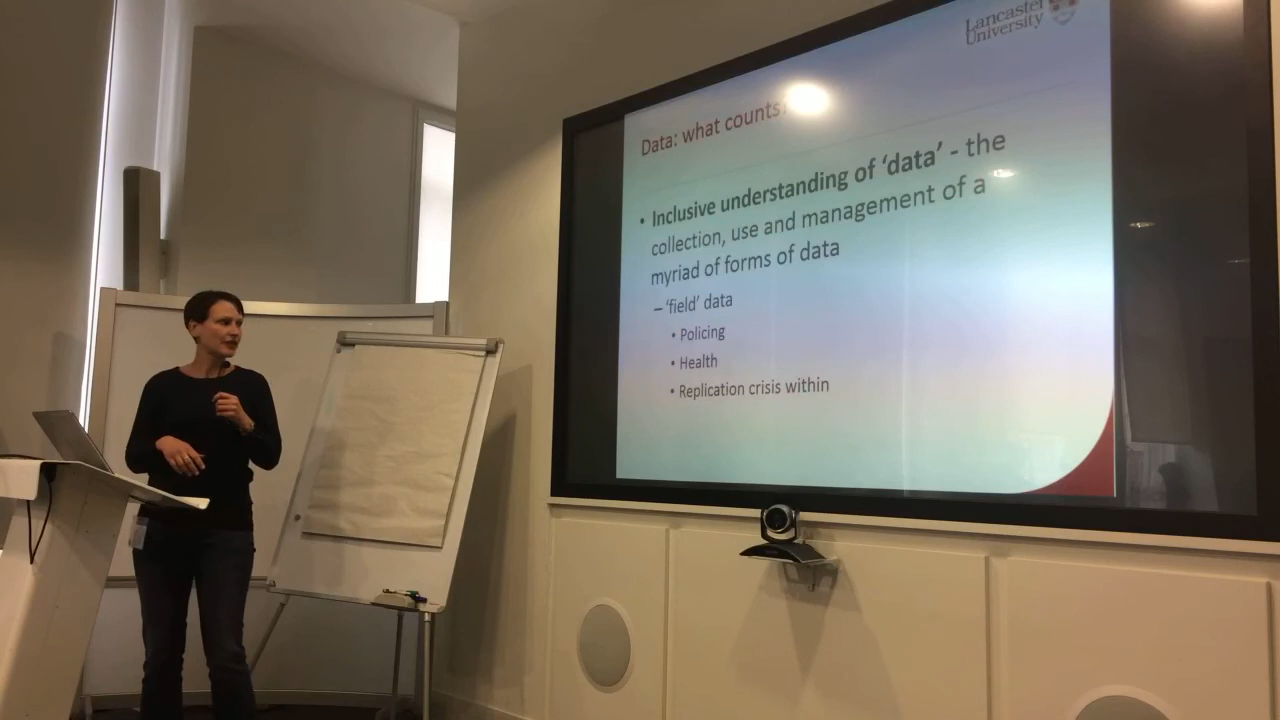 Lancaster
University
Data: what counts
• Inclusive understanding of ‘data’ - the
collection, use and management of a
myriad of forms of data
– ‘field’ data
• Policing
• Health
• Replication crisis within